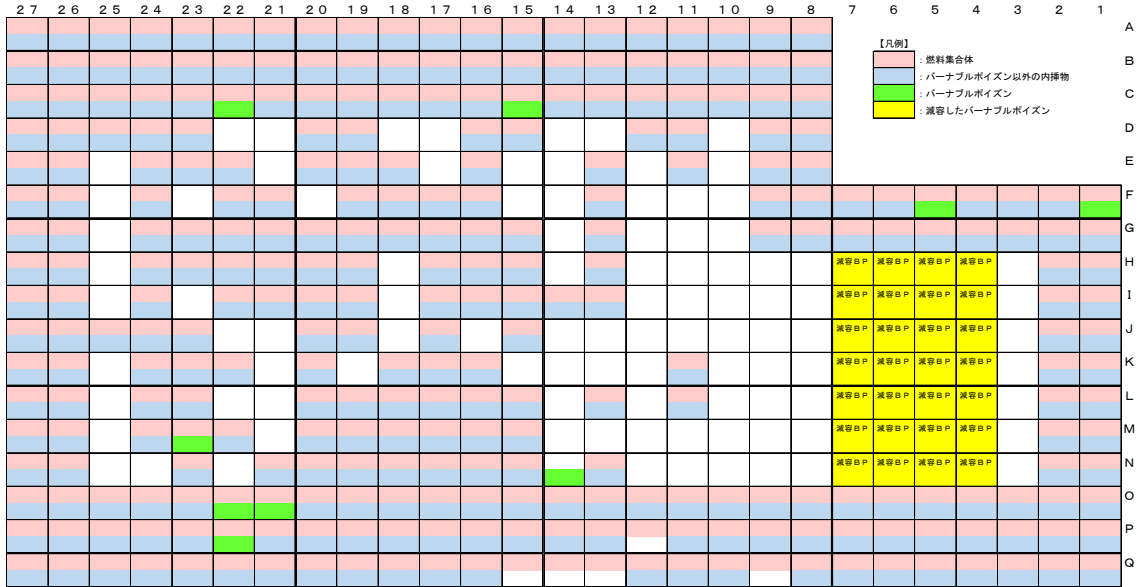 27 26 25 24 23 22 21 20 19 18 17 16 15 14 13 12 11 10 9 8 7 6 5 4 3 2 1
A
【凡例】
：燃料集合体
B
：バーナブルポイズン以外の内挿物
：バーナブルポイズン
C
：減容したバーナブルポイズン
D
E
F
G
減容BP 減容BP 減容BP 減容BP H
減容BP 減容BP 減容BP 減容BP I
減容BP 減容BP 減容BP 減容BP J
減容BP 減容BP 減容BP 減容BP K
減容BP 減容BP 減容BP 減容BP L
減容BP 減容BP 減容BP 減容BP M
減容BP 減容BP 減容BP 減容BP N
O
P
Q